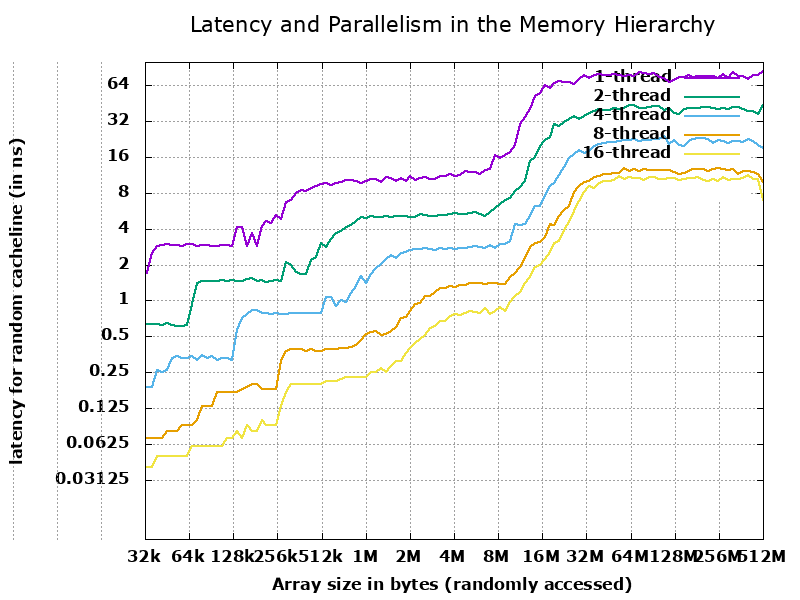 Latency and Parallelism in the Memory Hierarchy
latency for random cacheline (in ns)
64
32
16
8
4
2
1
0.5
0.25
0.125
0.0625
0.03125
1-thread
2-thread
4-thread
8-thread
16-thread
32k 64k 128k 256k 512k 1M 2M 4M 8M 16M 32M 64M 128M 256M 512M
Array size in bytes (randomly accessed)